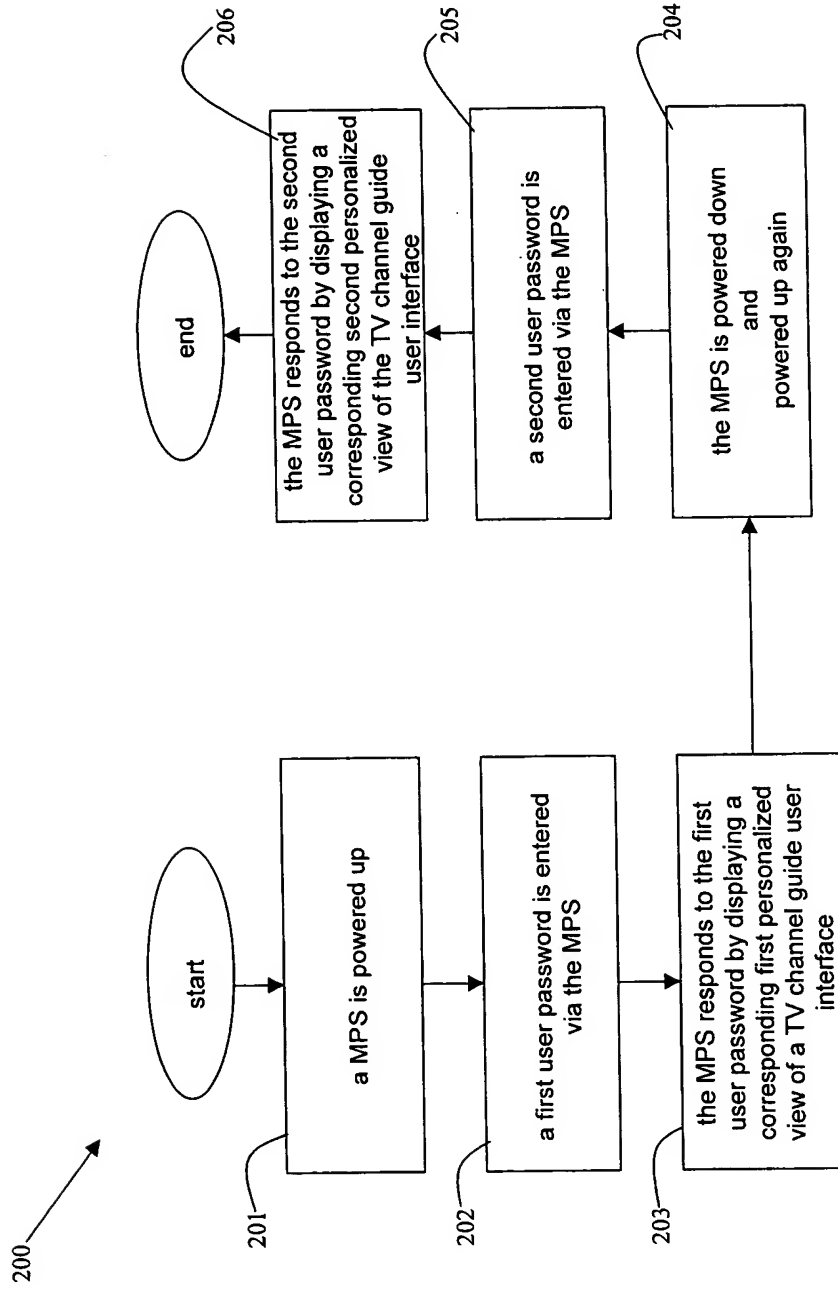 200
start
201
a MPS is powered up
202
a first user password is entered
via the MPS
203
the MPS responds to the first
user password by displaying a
corresponding first personalized
view of a TV channel guide user
interface
204
the MPS is powered down
and
powered up again
205
a second user password is
entered via the MPS
206
the MPS responds to the second
user password by displaying a
corresponding second personalized
view of the TV channel guide
user interface
end